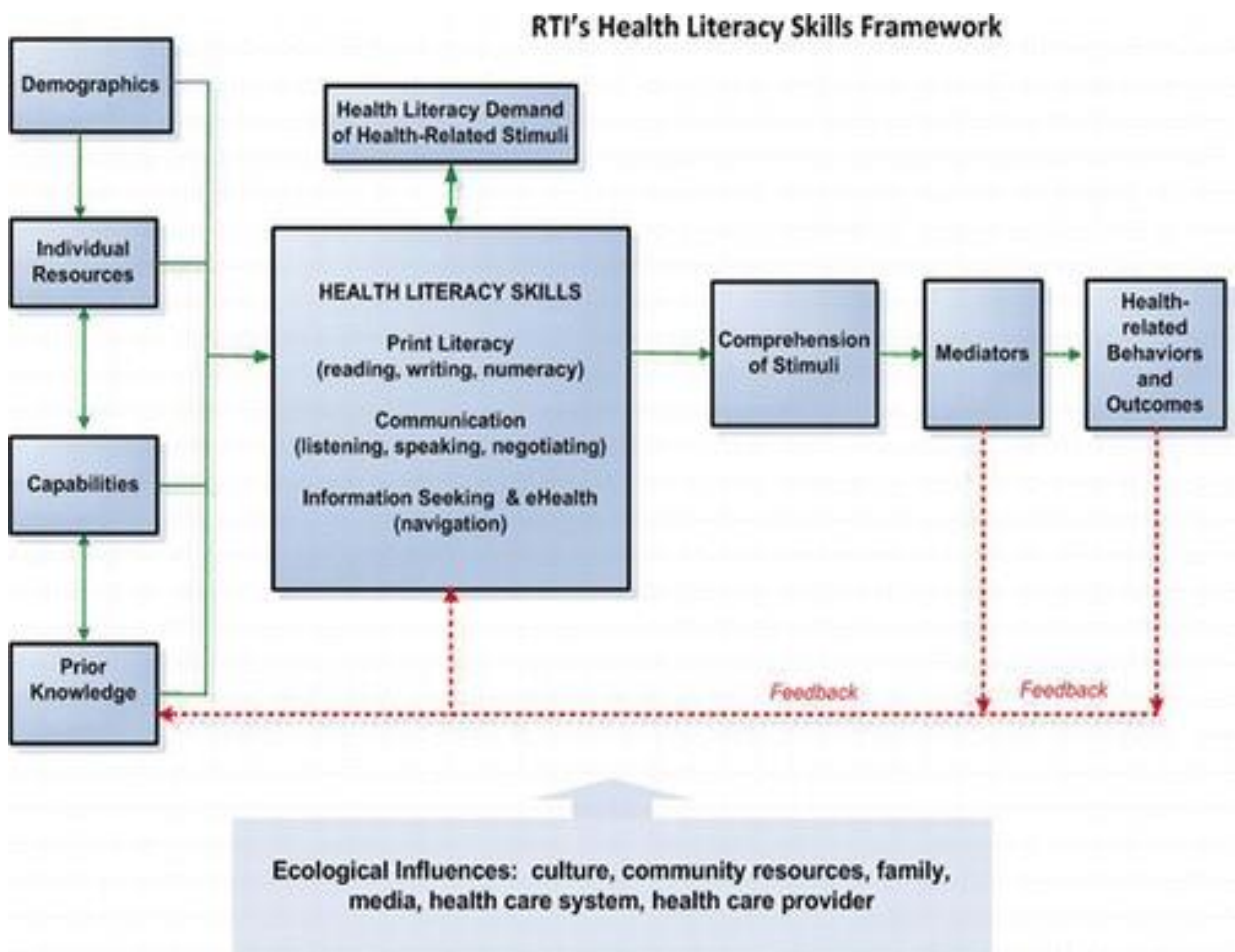 RTI's Health Literacy Skills Framework
Demographics
Health Literacy Demand
of Health-Related Stimuli
Individual
Resources
HEALTH LITERACY SKILLS
Print Literacy
(reading, writing, numeracy)
Communication
(listening, speaking, negotiating)
Information Seeking & eHealth
(navigation)
Comprehension
of Stimuli
Mediators
Health-
related
Behaviors
and
Outcomes
Capabilities
Prior
Knowledge
Feedback
Feedback
Ecological Influences: culture, community resources, family,
media, health care system, health care provider